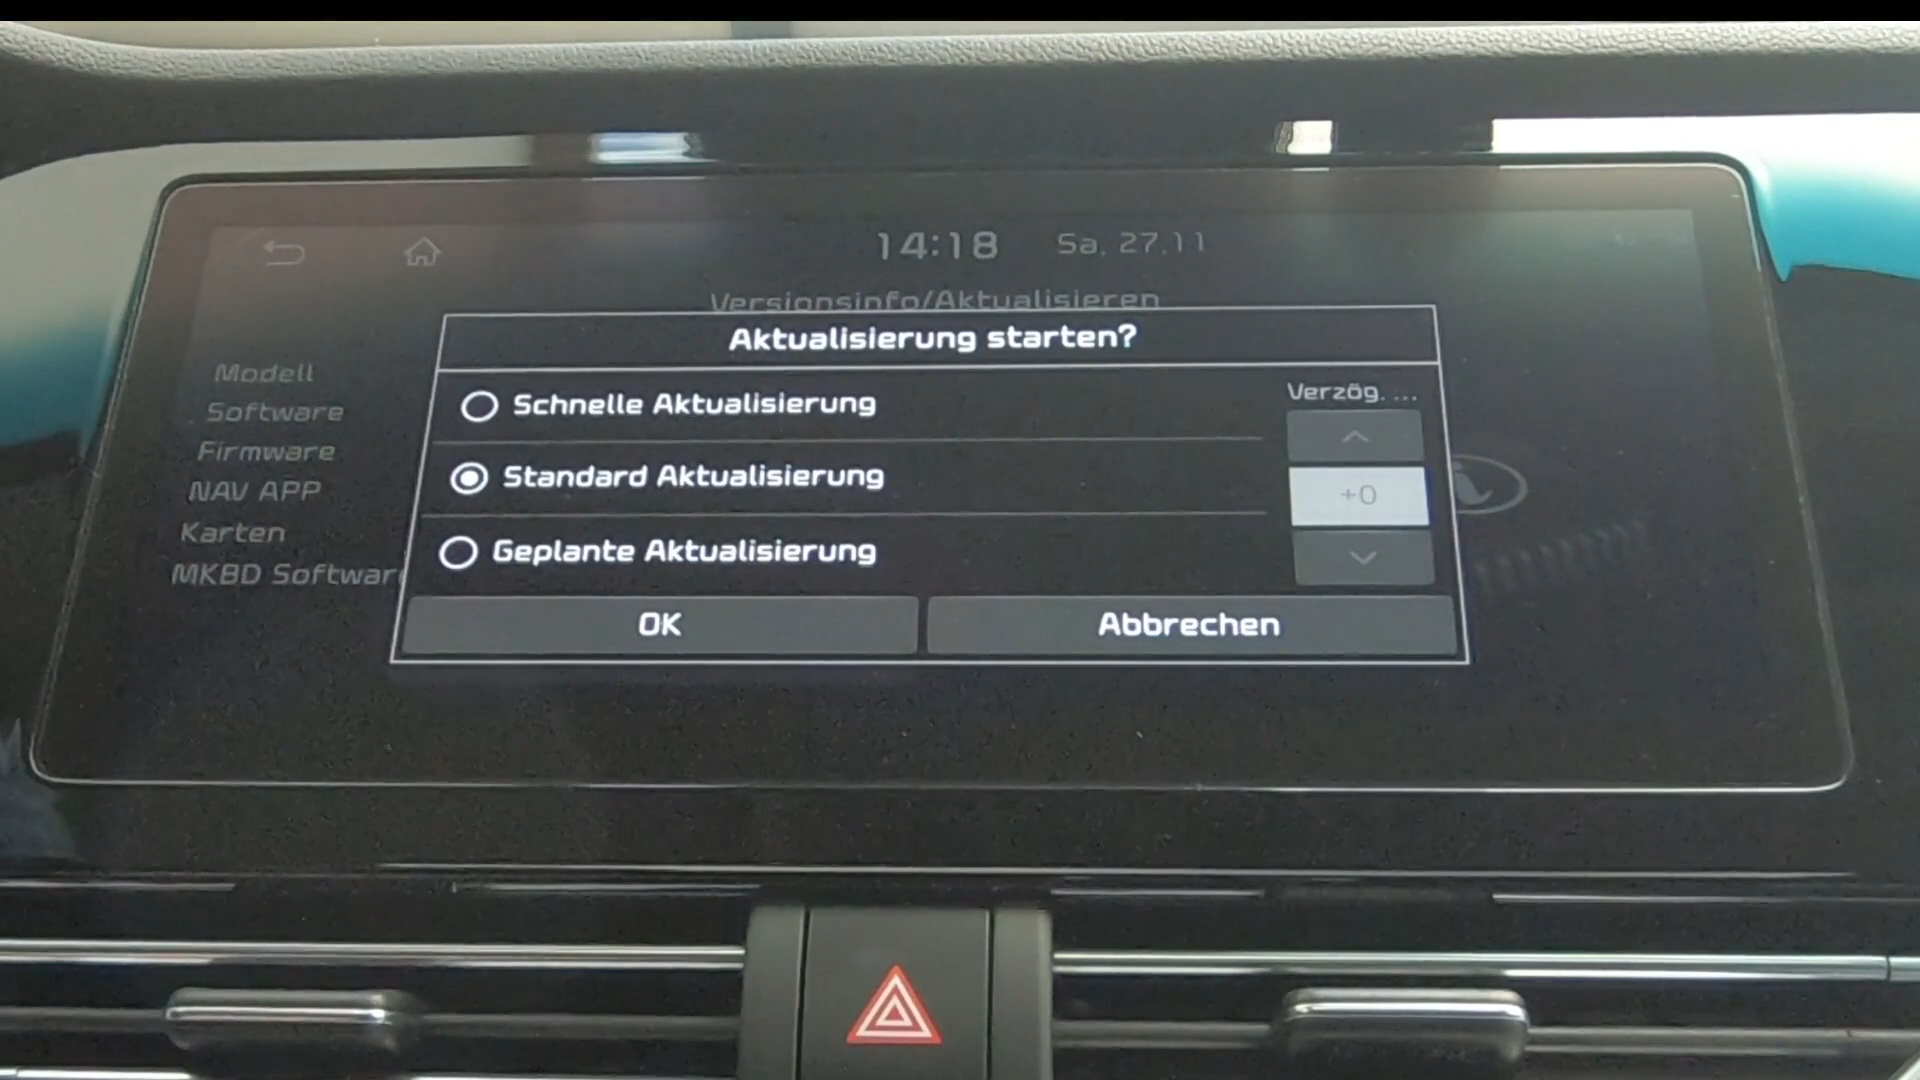 14:18 Sa, 27.11
Versionsinfo/Aktualisieren
Aktualisierung starten?
Modell
Software
Firmware
NAV APP
Karten
MKBD Softwar
Schnelle Aktualisierung
Standard Aktualisierung
Geplante Aktualisierung
Verzög. ...
+0
OK
Abbrechen